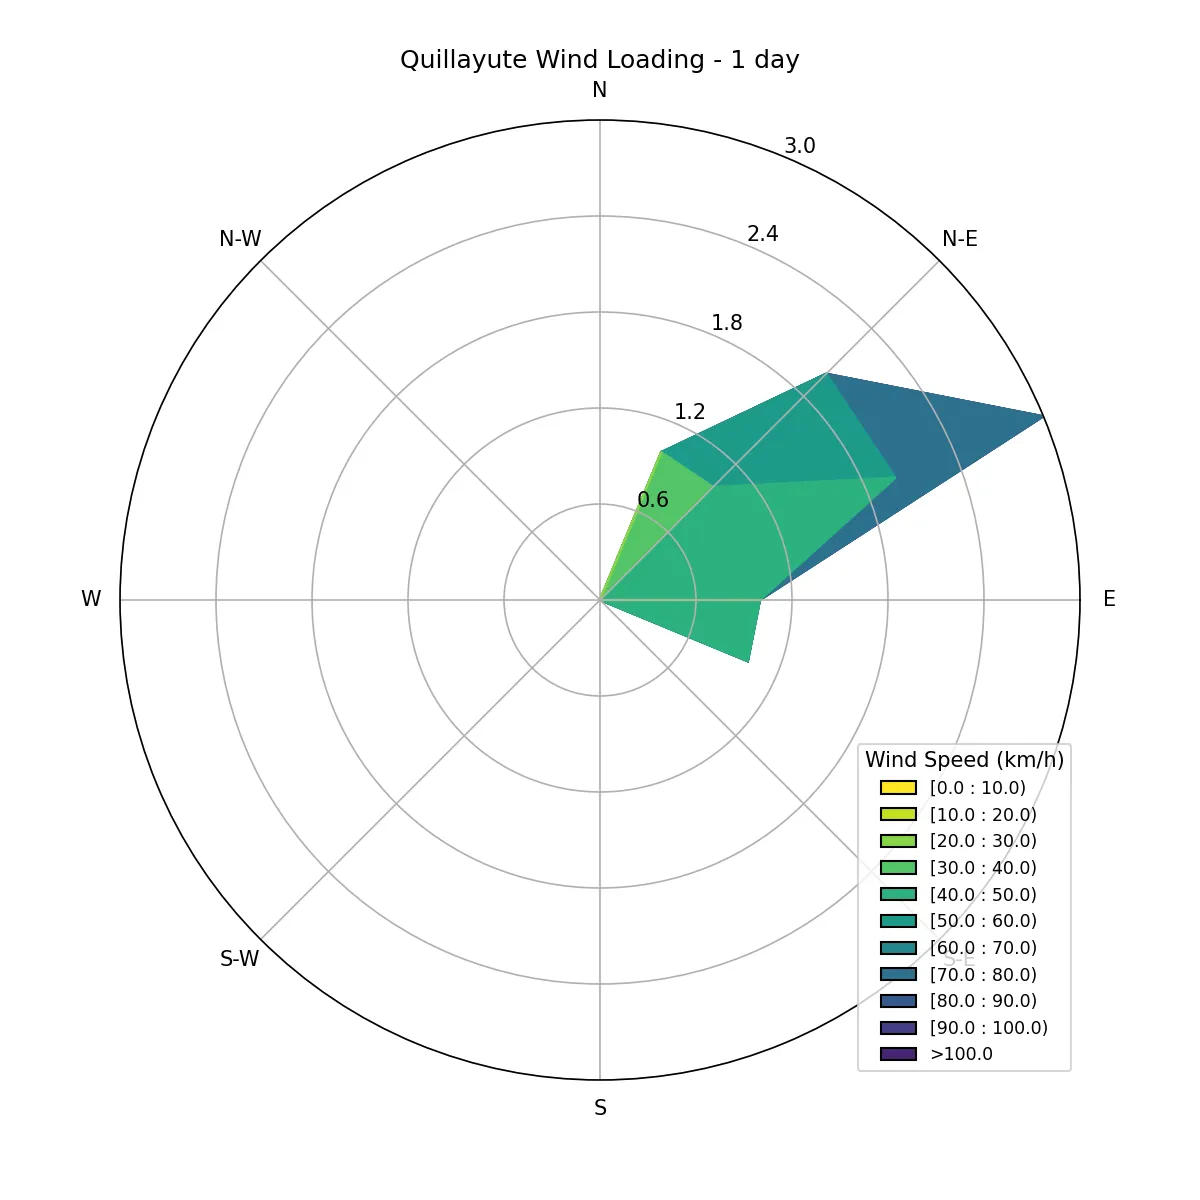 Quillayute Wind Loading - 1 day
N
3.0
2.4
N-W
N-E
1.8
1.2
0.6
W
E
Wind Speed (km/h)
[0.0 : 10.0)
[10.0 : 20.0)
[20.0 : 30.0)
[30.0 : 40.0)
[40.0 : 50.0)
[50.0 : 60.0)
[60.0 : 70.0)
S-W
S-E
[70.0 : 80.0)
[80.0 : 90.0)
[90.0 : 100.0)
>100.0
S